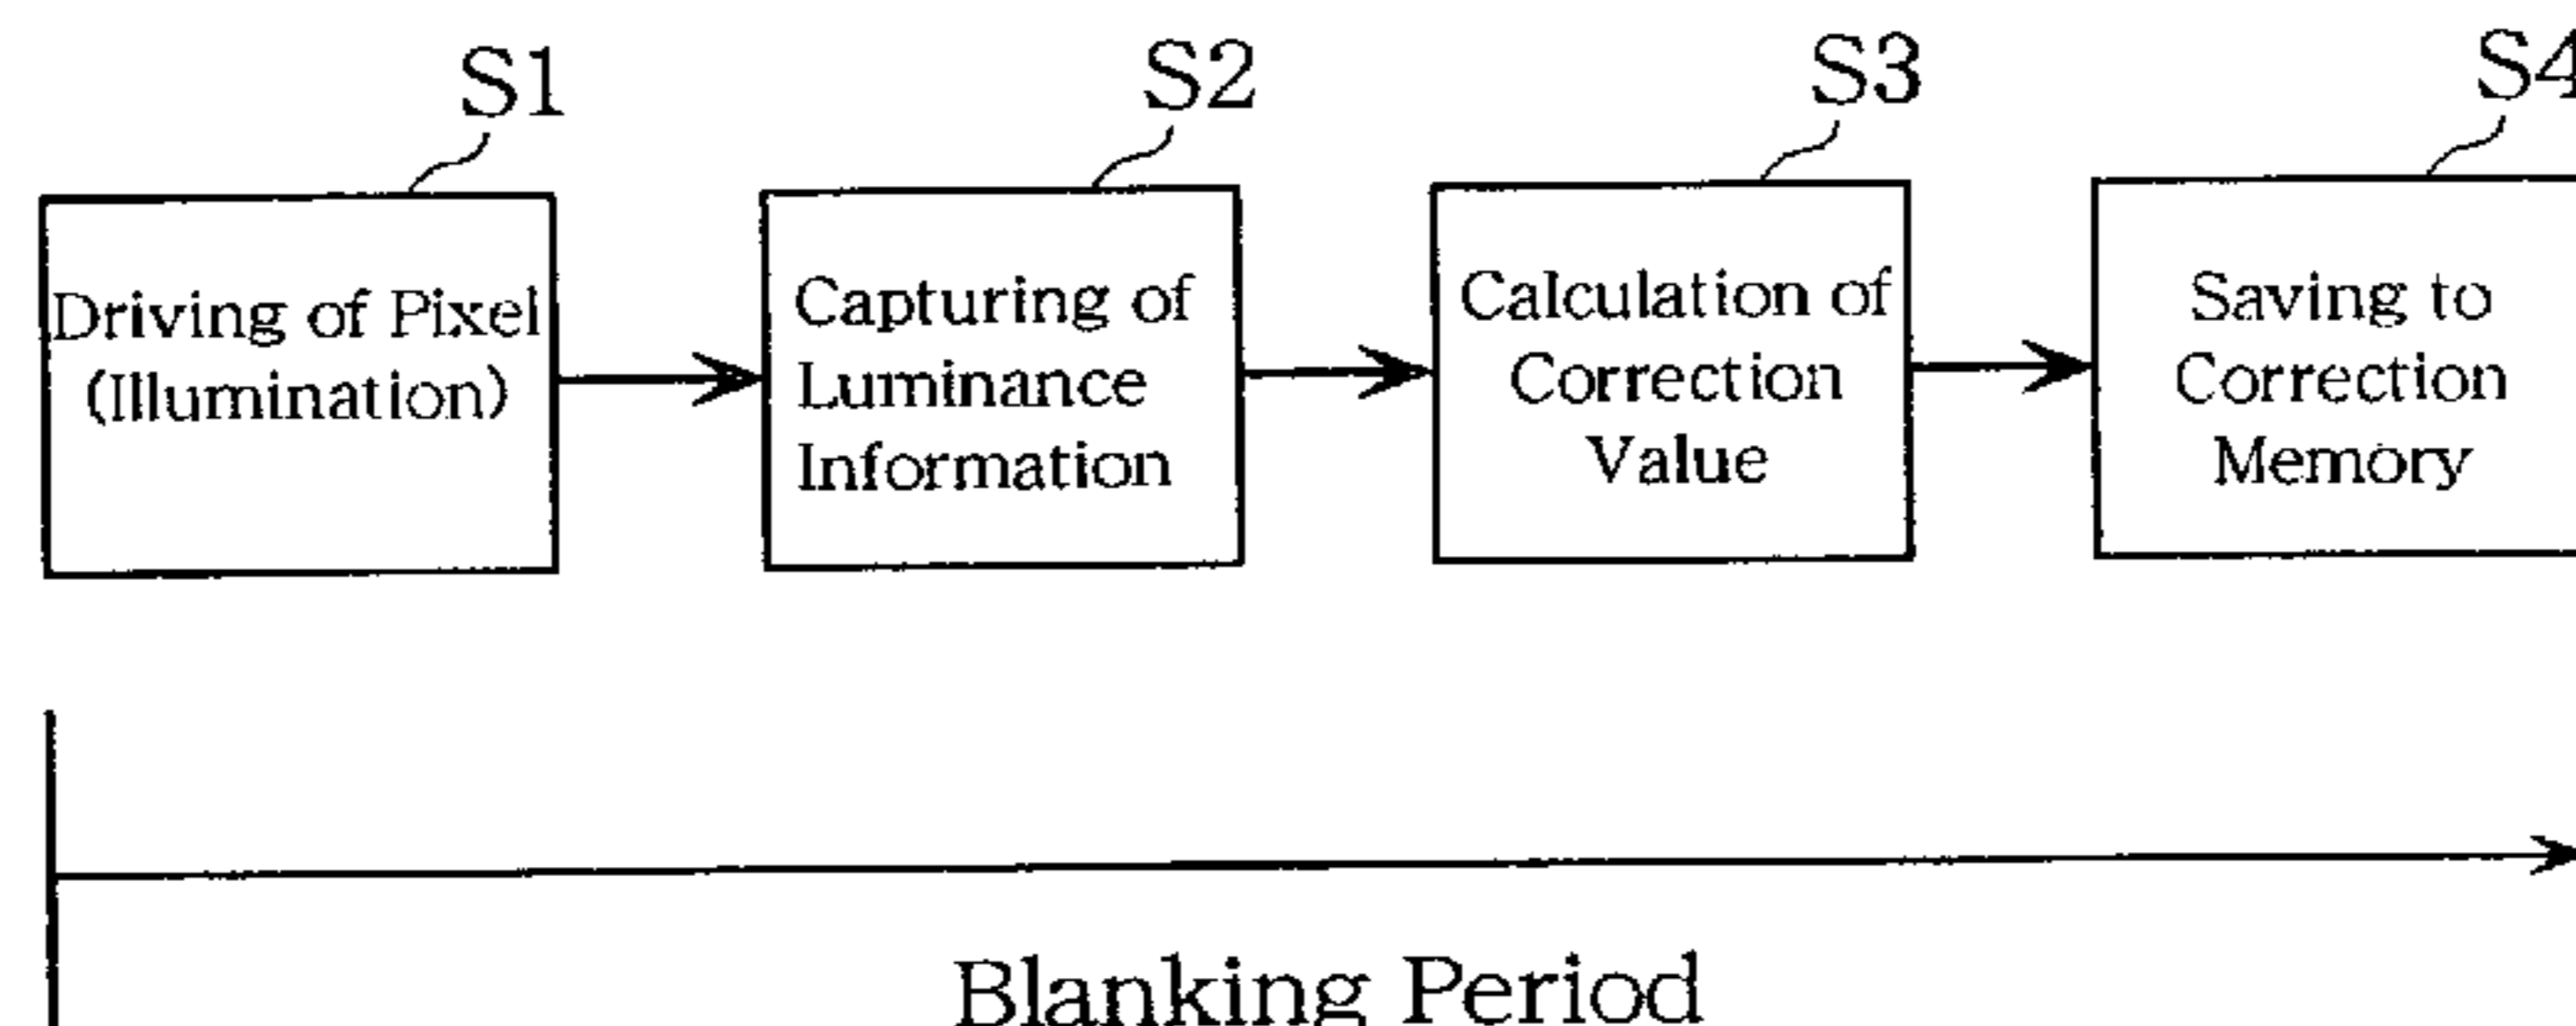 S1
S2
S3
S4
Driving of Pixel
(Illumination)
Capturing of
Luminance
Information
Calculation of
Correction
Value
Saving to
Correction
Memory
Blanking Period